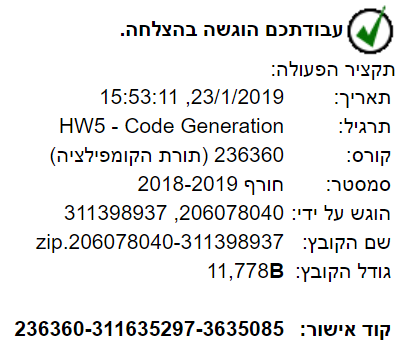 עבודתכם הוגשה בהצלחה.
תקציר הפעולה:
תאריך: 23/1/2019, 15:53:11
תרגיל: HW5 - Code Generation
קורס: 236360 (תורת הקומפילציה)
סמסטר: חורף 2018-2019
הוגש על ידי: 206078040, 311398937
שם הקובץ: 206078040-311398937.zip
גודל הקובץ: 11,778B
קוד אישור: 236360-311635297-3635085